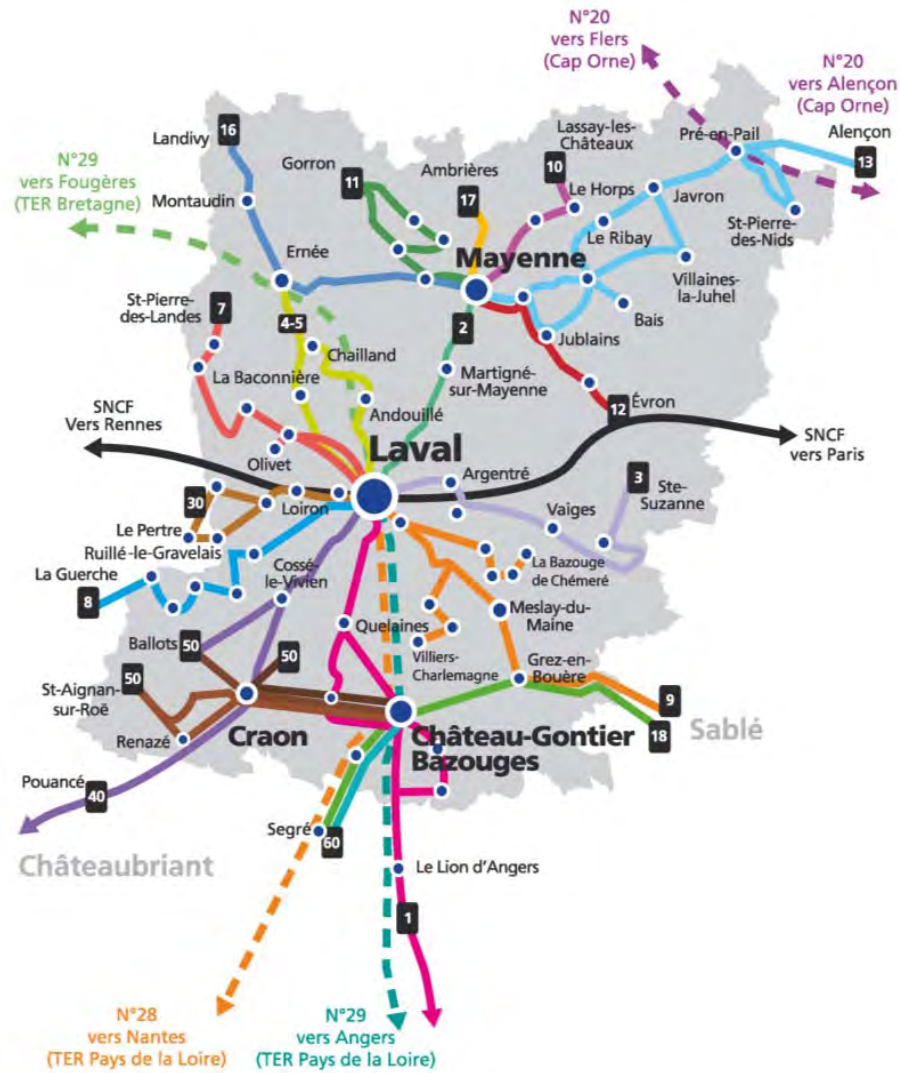 N°20
vers Flers
(Cap Orne)
N°20
vers Alençon
(Cap Orne)
Landivy
16
Lassay-les-
Châteaux
Pré-en-Pail
Alençon
13
N°29
vers Fougères
(TER Bretagne)
Gorron
11
Ambrières
17
10
Le Horps
Javron
Montaudin
Le Ribay
St-Pierre-
des-Nids
Ernée
Mayenne
Villaines-
la-Juhel
St-Pierre-
des-Landes
7
4-5
2
Bais
Jublains
Chailland
La Baconnière
Martigné-
sur-Mayenne
SNCF
Vers Rennes
Andouillé
12
Évron
SNCF
vers Paris
Olivet
Laval
Argentré
3
Ste-
Suzanne
30
Loiron
Vaiges
Le Pertre
Ruillé-le-Gravelais
La Bazouge
de Chémeré
La Guerche
8
Cossé-
le-Vivien
Meslay-du-
Maine
Quelaines
Ballots
50
50
Villiers-
Charlemagne
Grez-en-
Bouère
St-Aignan-
sur-Roë
50
9
18
Sablé
Renazé
Craon
Château-Gontier
Bazouges
Pouancé
40
Segré
60
Châteaubriant
Le Lion d'Angers
1
N°28
vers Nantes
(TER Pays de la Loire)
N°29
vers Angers
(TER Pays de la Loire)